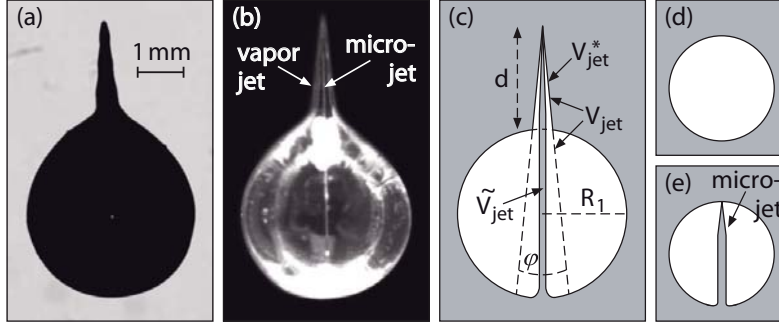 (a)
1 mm
(b)
vapor
jet
micro-
jet
(c)
d
V*jet
Vjet
Ṽjet
R1
φ
(d)
(e)
micro-
jet